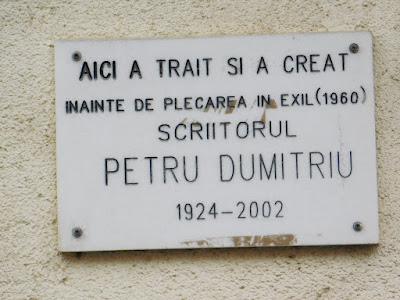 AICI A TRAIT SI A CREAT
INAINTE DE PLECAREA IN EXIL (1960)
SCRIITORUL
PETRU DUMITRIU
1924-2002